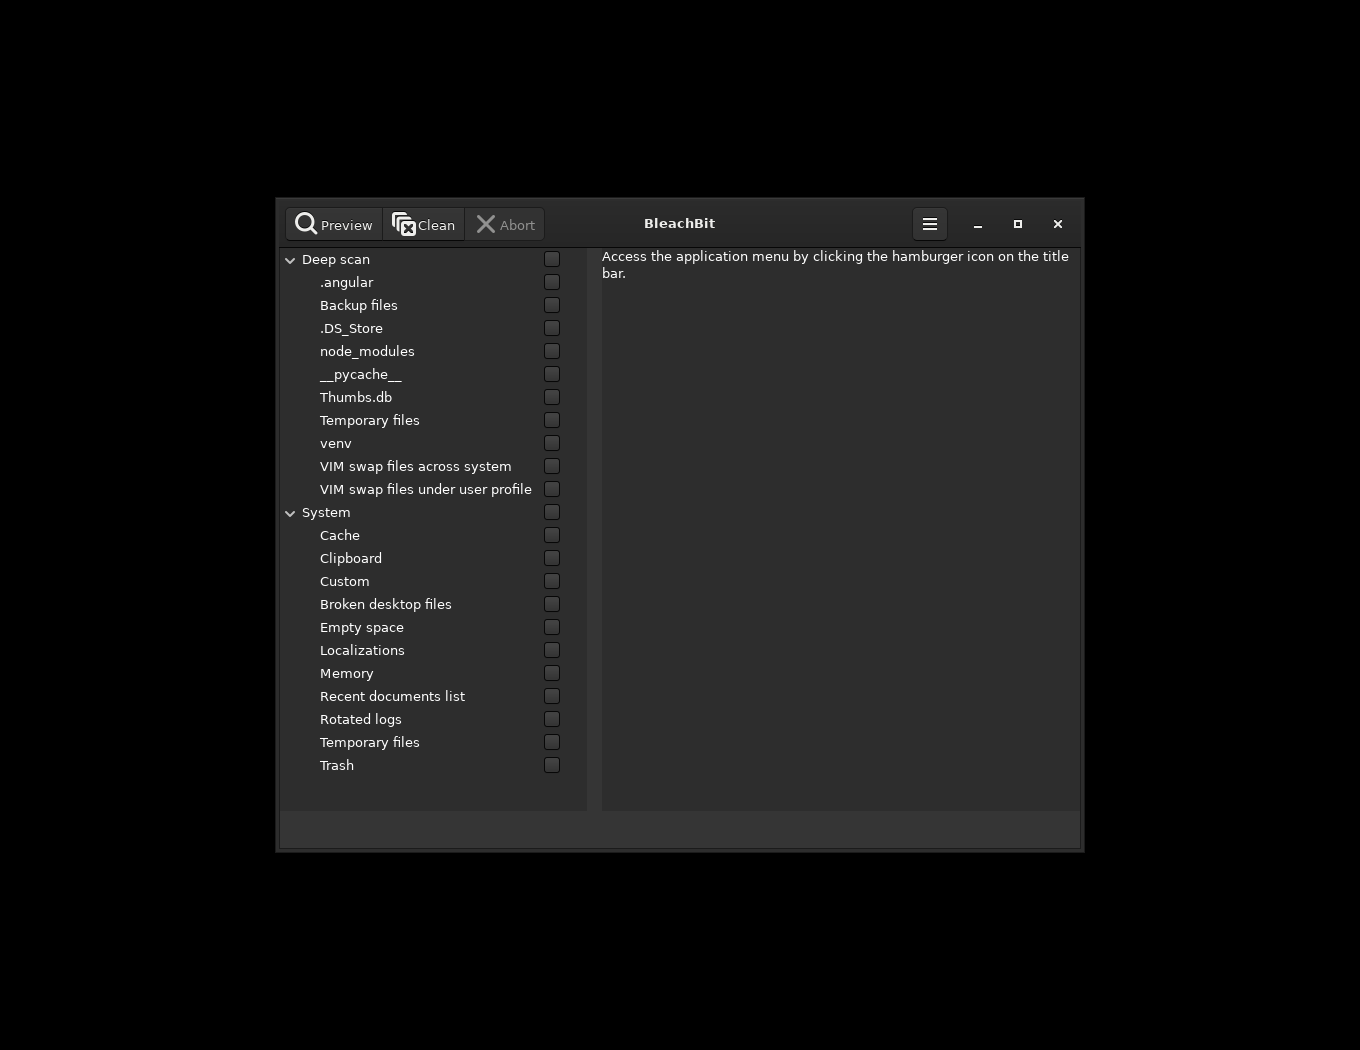 Preview Clean Abort BleachBit
Deep scan
.angular
Backup files
.DS_Store
node_modules
__pycache__
Thumbs.db
Temporary files
venv
VIM swap files across system
VIM swap files under user profile
System
Cache
Clipboard
Custom
Broken desktop files
Empty space
Localizations
Memory
Recent documents list
Rotated logs
Temporary files
Trash
Access the application menu by clicking the hamburger icon on the title
bar.